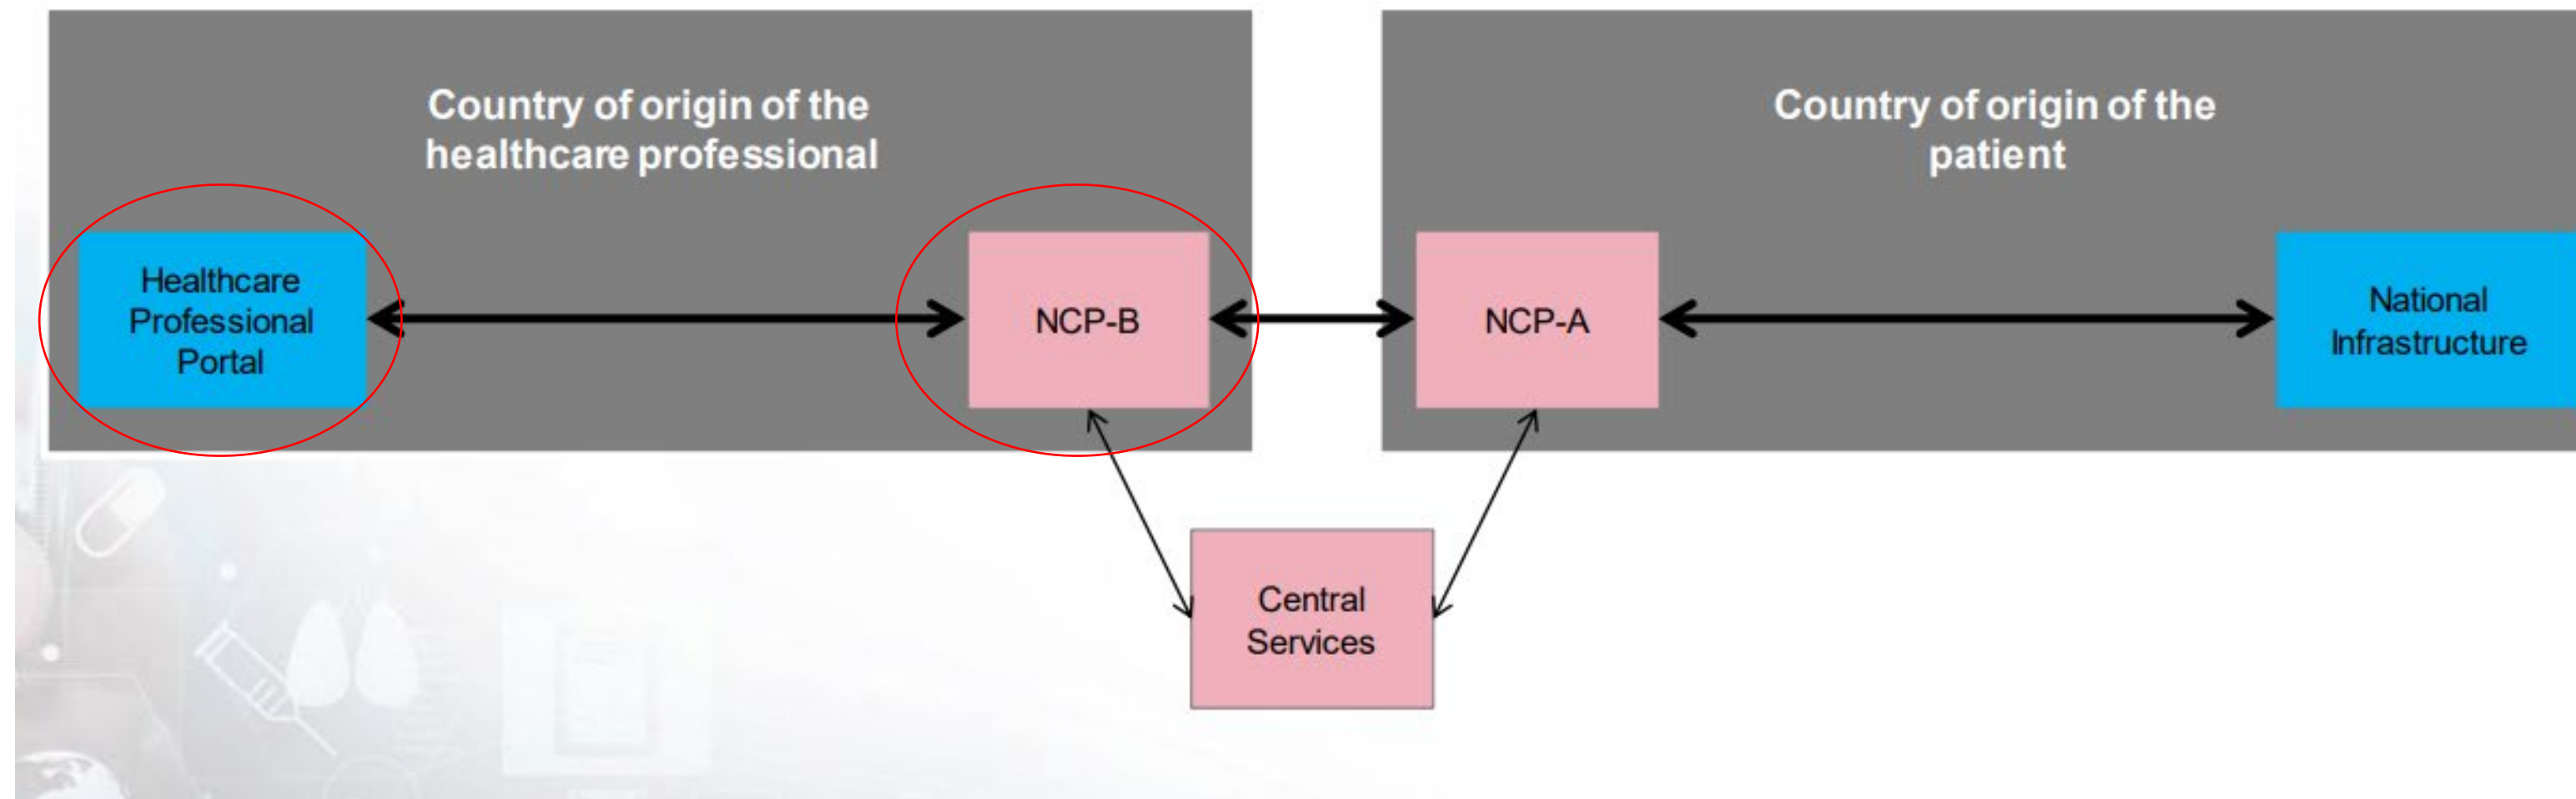 Country of origin of the
healthcare professional
Country of origin of the
patient
Healthcare
Professional
Portal
NCP-B
NCP-A
National
Infrastructure
Central
Services